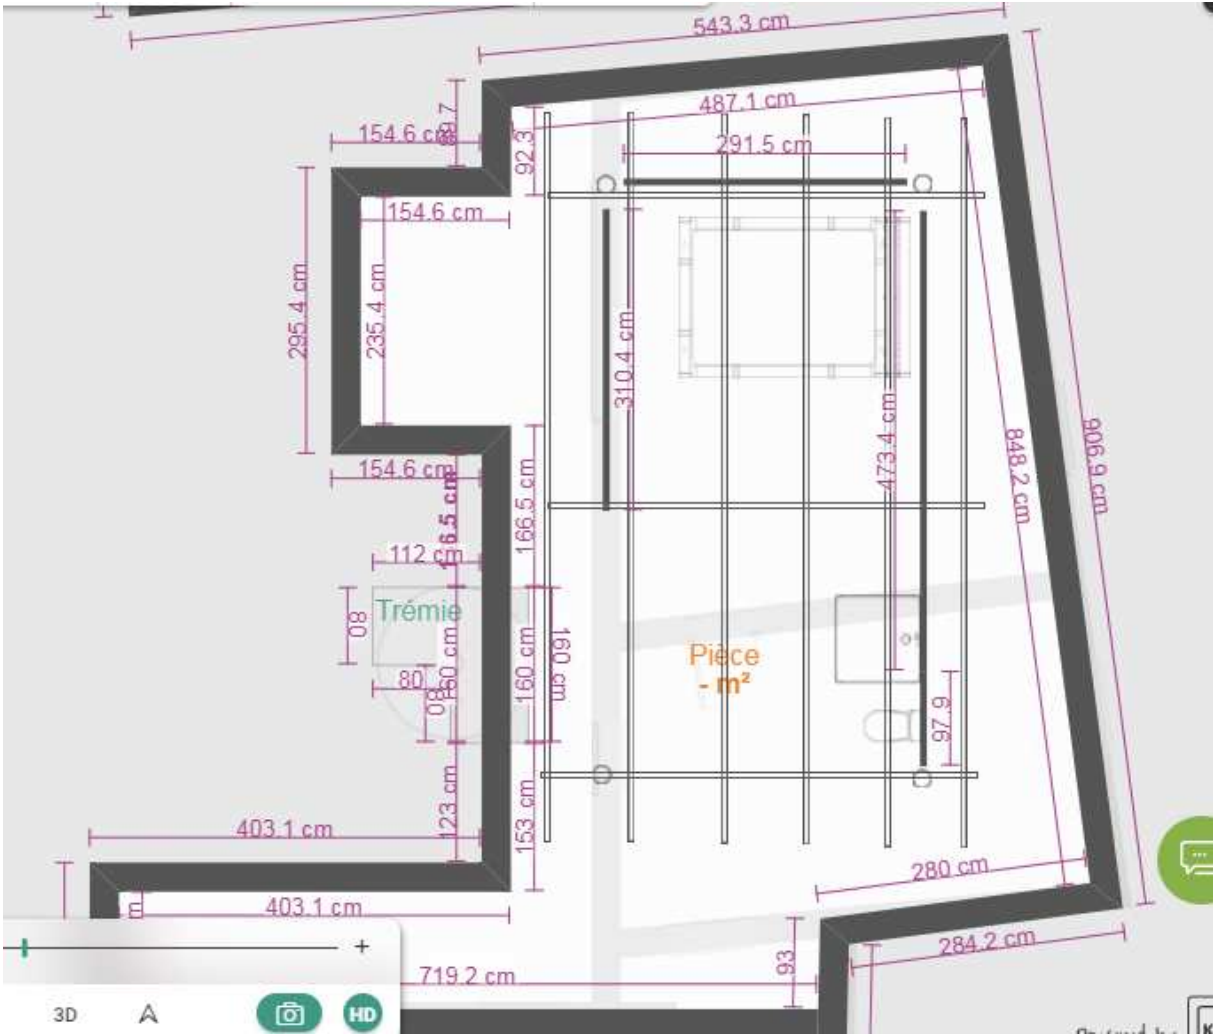 543.3 cm
487.1 cm
154.6 cm
92.3
291.5 cm
154.6 cm
295.4 cm
235.4 cm
310.4 cm
473.4 cm
848.2 cm
906.9 cm
154.6 cm
166.5 cm
112 cm
Trémie
80
160 cm
160 cm
160 cm
Pièce
- m²
80
80
97.9
123 cm
153 cm
403.1 cm
280 cm
403.1 cm
284.2 cm
93
719.2 cm
+
3D
HD